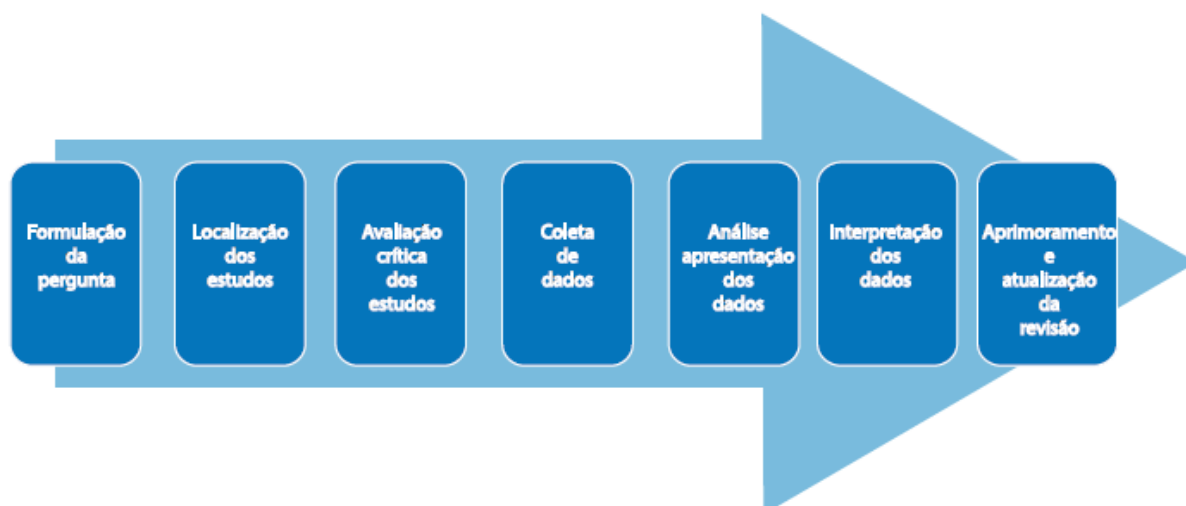 Formulação
da
pergunta
Localização
dos
estudos
Avaliação
crítica
dos
estudos
Coleta
de
dados
Análise
apresentação
dos
dados
Interpretação
dos
dados
Aprimoramento
e
atualização
da
revisão